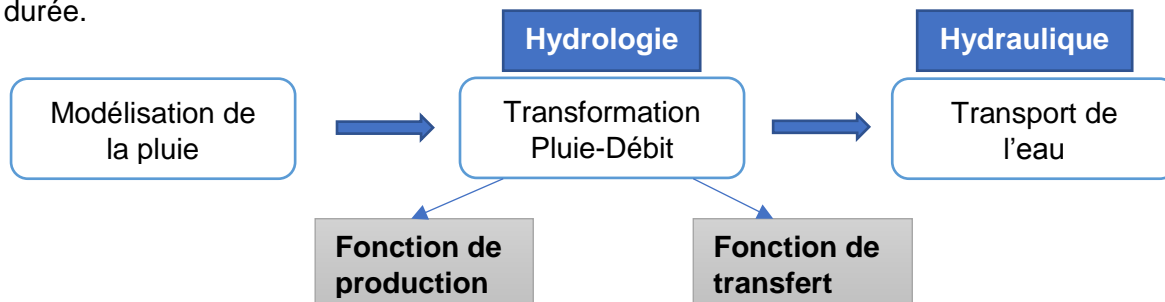 durée.
Hydrologie
Hydraulique
Modélisation de
la pluie
Transformation
Pluie-Débit
Transport de
l'eau
Fonction de
production
Fonction de
transfert